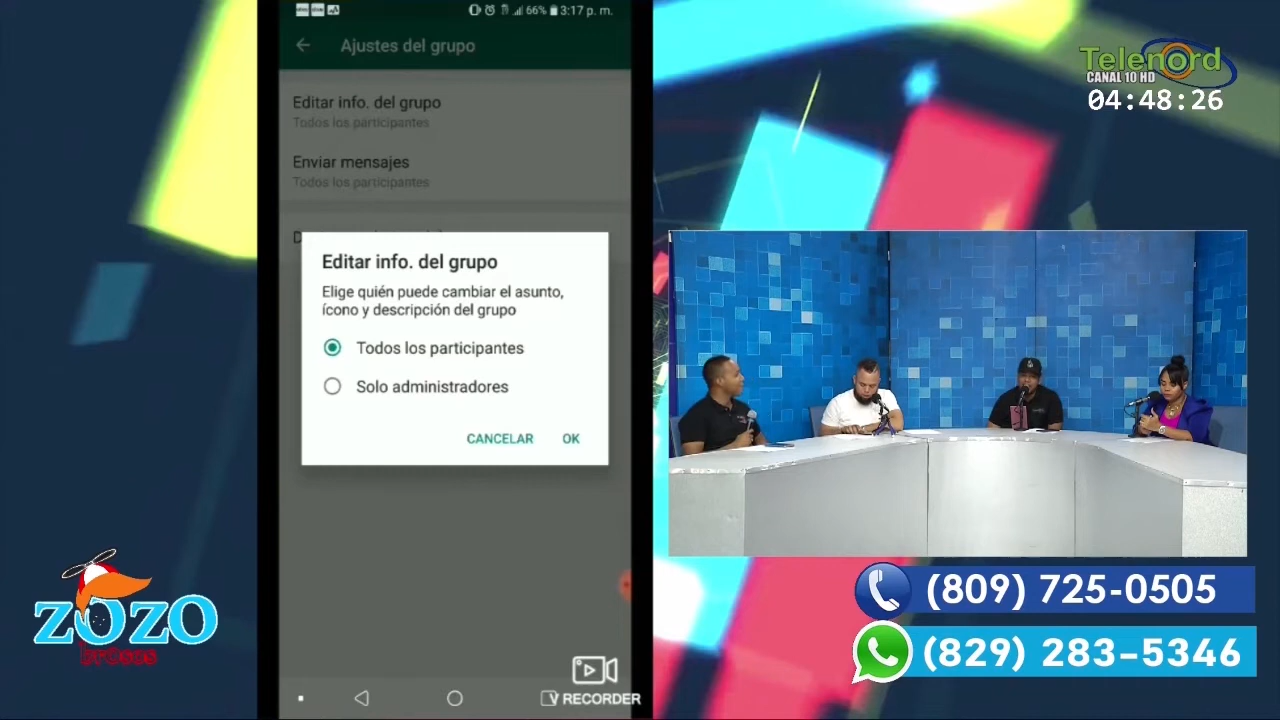 66% 3:17 p. m.
Ajustes del grupo
Editar info. del grupo
Todos los participantes
Enviar mensajes
Todos los participantes
Editar info. del grupo
Elige quién puede cambiar el asunto,
ícono y descripción del grupo
Todos los participantes
Solo administradores
CANCELAR OK
V RECORDER
ZOZO
brosos
Telenord
CANAL 10 HD
04:48:26
(809) 725-0505
(829) 283-5346